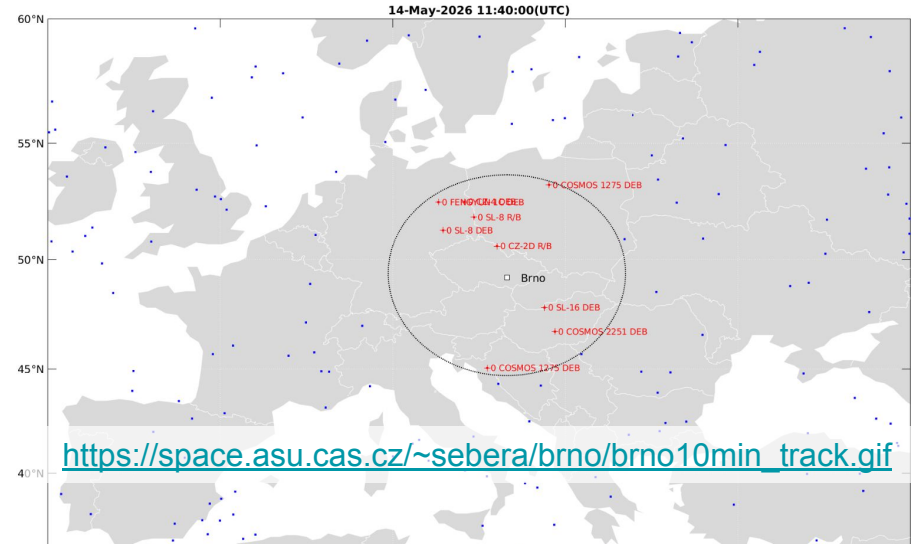 14-May-2026 11:40:00(UTC)
60°N
55°N
+0 COSMOS 1275 DEB
+0 SL-8 R/B
+0 SL-8 DEB
+0 CZ-2D R/B
50°N
Brno
+0 SL-16 DEB
+0 COSMOS 2251 DEB
45°N
+0 COSMOS 1275 DEB
https://space.asu.cas.cz/~sebera/brno/brno10min_track.gif
40°N